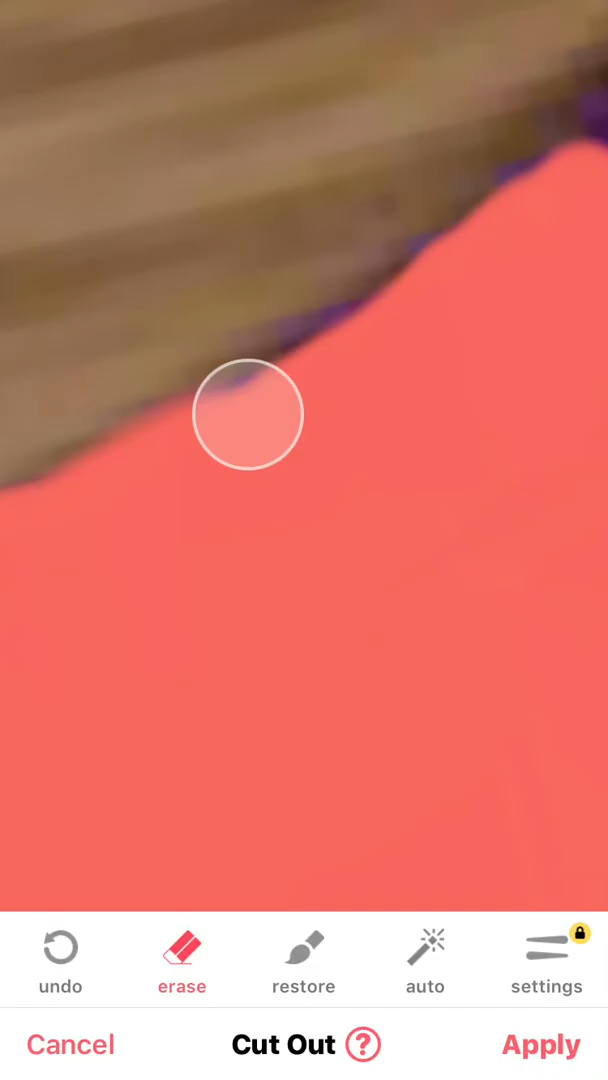 undo
erase
restore
auto
settings
Cancel
Cut Out ?
Apply